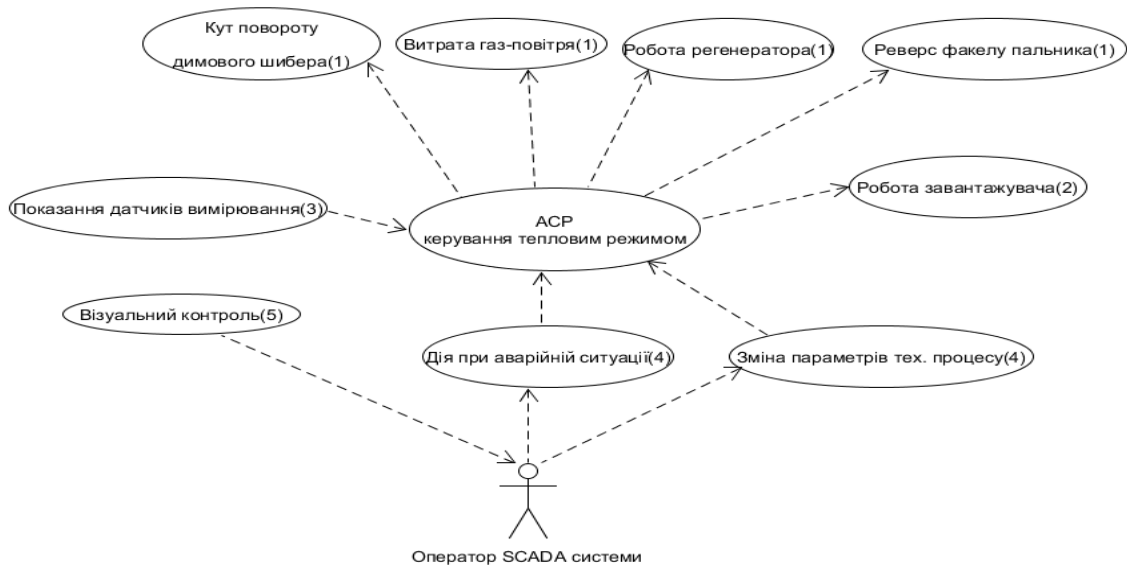 Кут повороту
димового шибера(1)
Витрата газ-повітря(1)
Робота регенератора(1)
Реверс факелу пальника(1)
Показання датчиків вимірювання(3)
Робота завантажувача(2)
АСР
керування тепловим режимом
Візуальний контроль(5)
Дія при аварійній ситуації(4)
Зміна параметрів тех. процесу(4)
Оператор SCADA системи